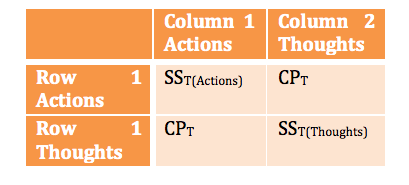 Column 1 Column 2
Actions Thoughts
Row 1 SST(Actions) CPT
Actions
Row 1 CPT SST(Thoughts)
Thoughts